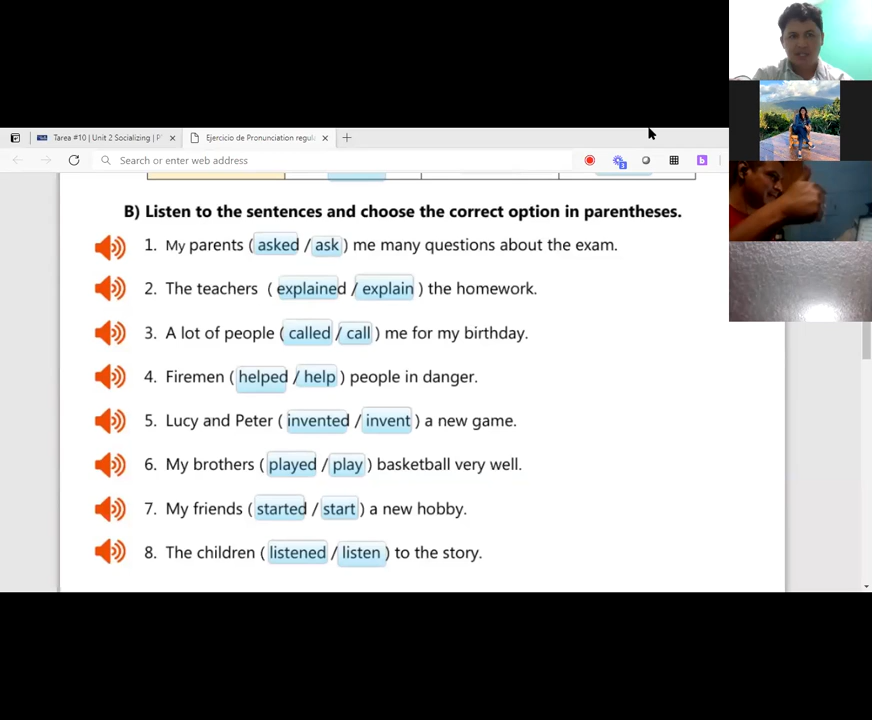 Tarea #10 | Unit 2 Socializing | P
Ejercicio de Pronunciation regula
Search or enter web address
B) Listen to the sentences and choose the correct option in parentheses.
1. My parents ( asked / ask ) me many questions about the exam.
2. The teachers ( explained / explain ) the homework.
3. A lot of people ( called / call ) me for my birthday.
4. Firemen ( helped / help ) people in danger.
5. Lucy and Peter ( invented / invent ) a new game.
6. My brothers ( played / play ) basketball very well.
7. My friends ( started / start ) a new hobby.
8. The children ( listened / listen ) to the story.